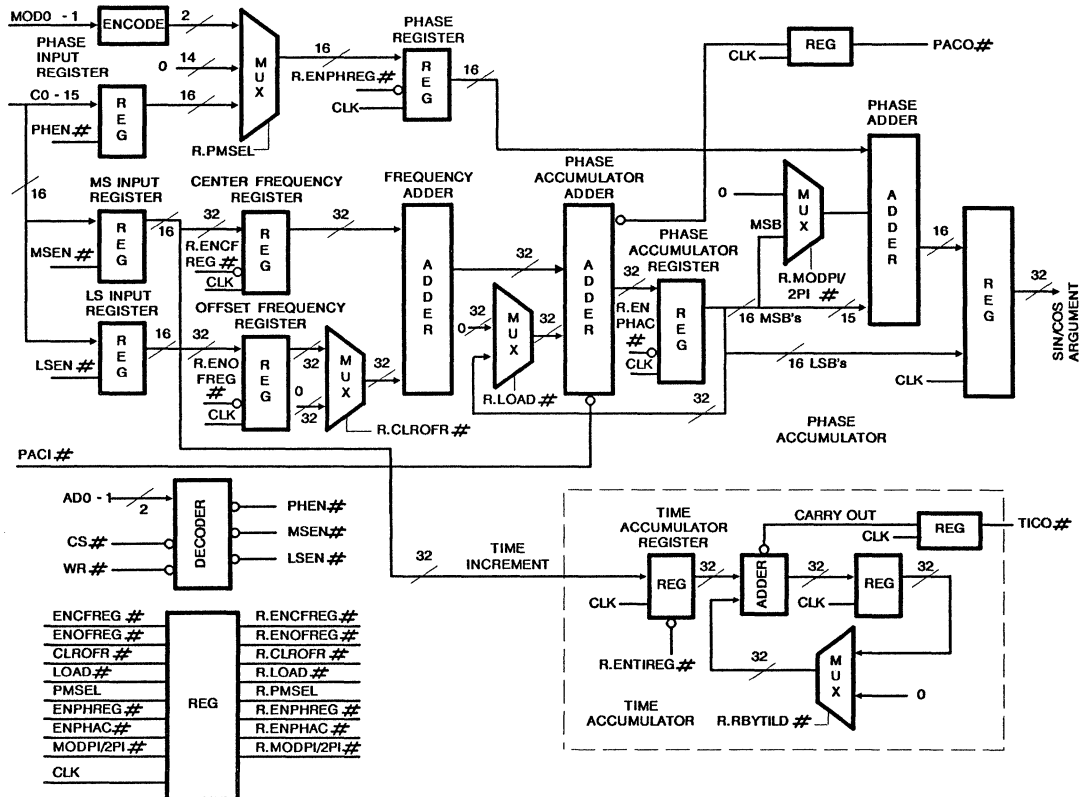 MOD0 - 1
ENCODE
2
PHASE
INPUT
REGISTER
0
14
MUX
16
R.ENPHREG#
CLK
PHASE
REGISTER
REG
16
CLK
REG
PACO#
C0 - 15
PHEN#
REG
16
R.PMSEL
PHASE
ADDER
16
MS INPUT
REGISTER
MSEN#
REG
16
CENTER FREQUENCY
REGISTER
32
R.ENCF
REG#
CLK
REG
32
FREQUENCY
ADDER
ADDER
PHASE
ACCUMULATOR
ADDER
ADDER
PHASE
ACCUMULATOR
REGISTER
0
MSB
MUX
R.MODPI/
2PI #
ADDER
16
REG
32
SIN/COS
ARGUMENT
LS INPUT
REGISTER
LSEN#
REG
16
OFFSET FREQUENCY
REGISTER
32
R.ENO
FREG
#
CLK
REG
32
0
32
MUX
32
R.CLROFR#
32
0
32
MUX
32
R.LOAD#
32
R.EN
PHAC
#
CLK
REG
16 MSB's
15
16 LSB's
CLK
32
PHASE
ACCUMULATOR
PACI#
AD0 - 1
2
CS#
WR#
DECODER
PHEN#
MSEN#
LSEN#
32
TIME
INCREMENT
TIME
ACCUMULATOR
REGISTER
CLK
REG
R.ENTIREG#
32
ADDER
CARRY OUT
CLK
REG
TICO#
32
CLK
REG
32
32
MUX
0
R.RBYTILD#
TIME
ACCUMULATOR
ENCFREG#
ENOFREG#
CLROFR#
LOAD#
PMSEL
ENPHREG#
ENPHAC#
MODPI/2PI#
CLK
REG
R.ENCFREG#
R.ENOFREG#
R.CLROFR#
R.LOAD#
R.PMSEL
R.ENPHREG#
R.ENPHAC#
R.MODPI/2PI#